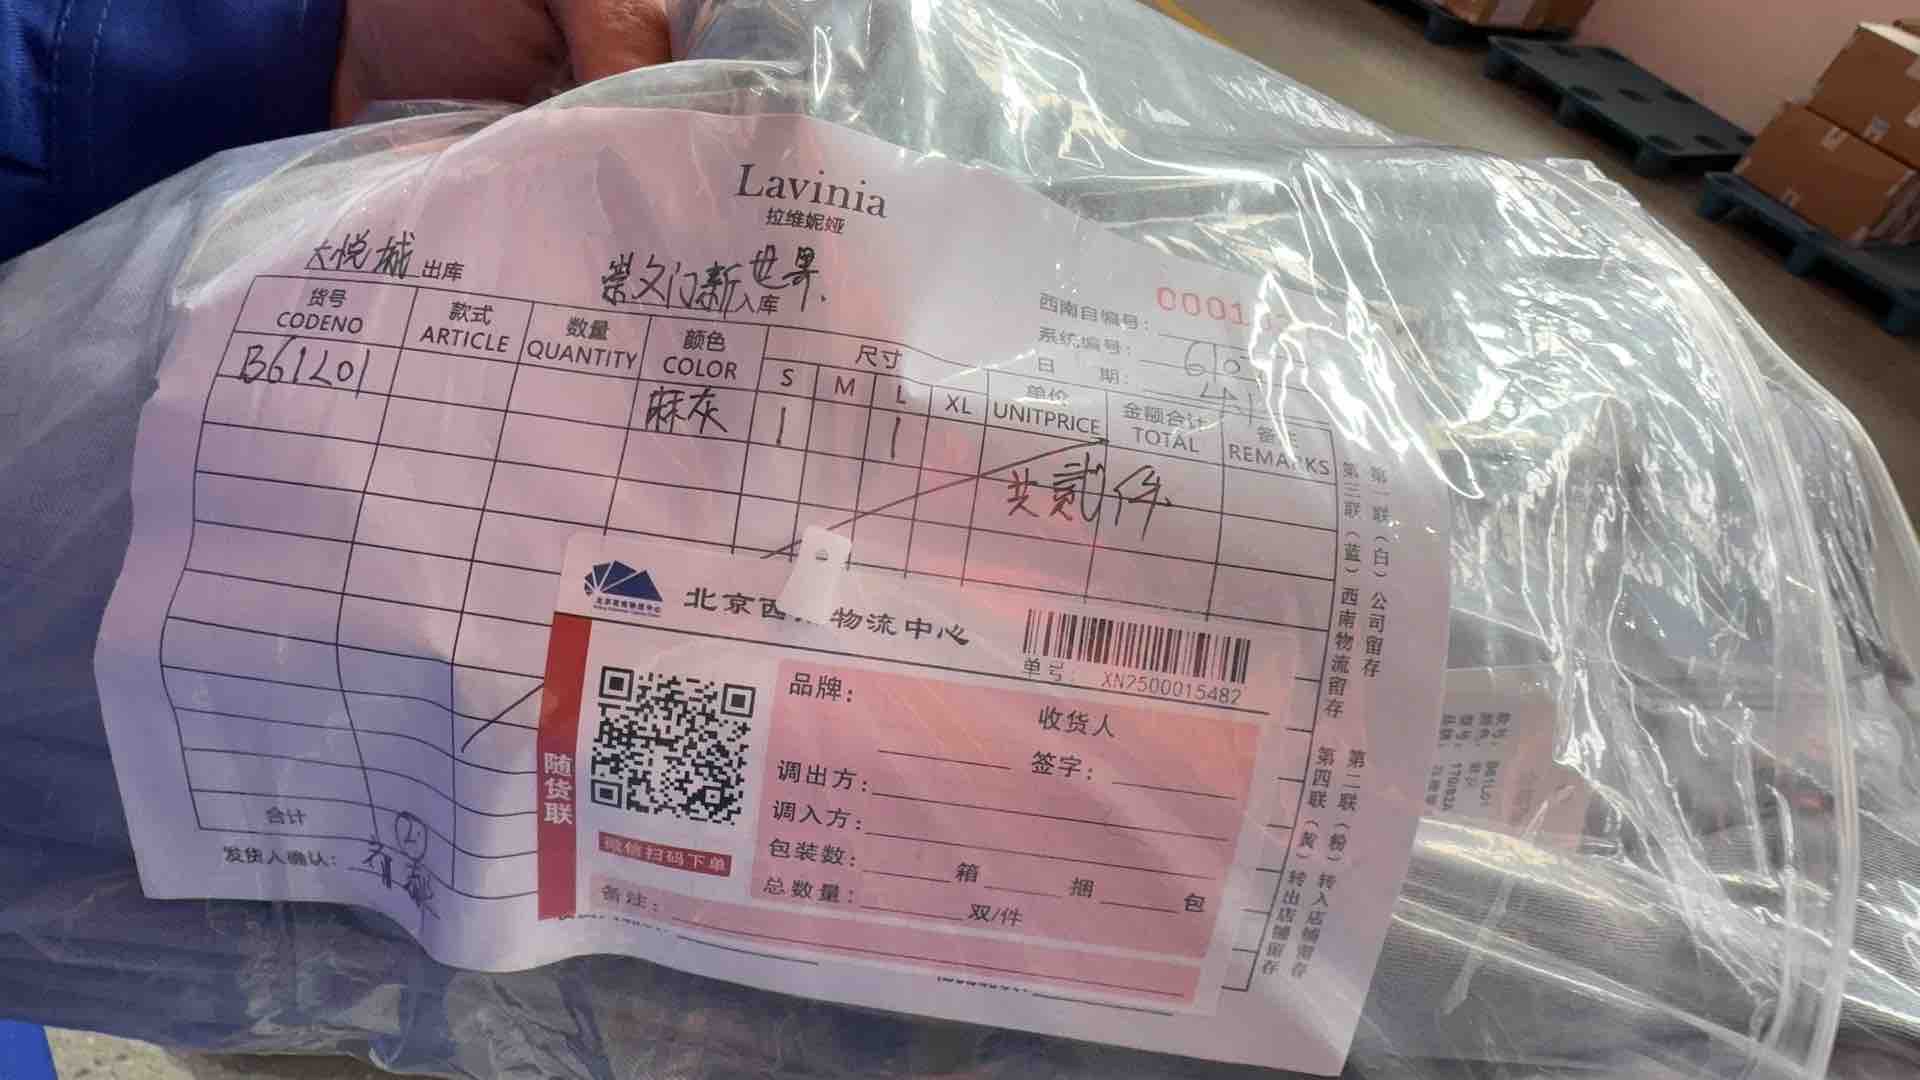 Lavinia
拉维妮娅
大悦城 出库
崇文门新世界 入库
西南自编号:
系统编号:
日 期:
货号 款式 数量 颜色 尺寸 单价 金额合计 备注
CODENO ARTICLE QUANTITY COLOR S M L XL UNITPRICE TOTAL REMARKS
B61L01 麻灰 1 1
共贰件
合计 2
发货人确认:
第一联（白）公司留存 第二联（粉）转入店铺留存
第三联（蓝）西南物流留存 第四联（黄）转出店铺留存
北京西 物流中心
单号: XN2500015482
随货联
微信扫码下单
品牌:
收货人
签字:
调出方:
调入方:
包装数: 箱 捆 包
总数量: 双/件
备注: